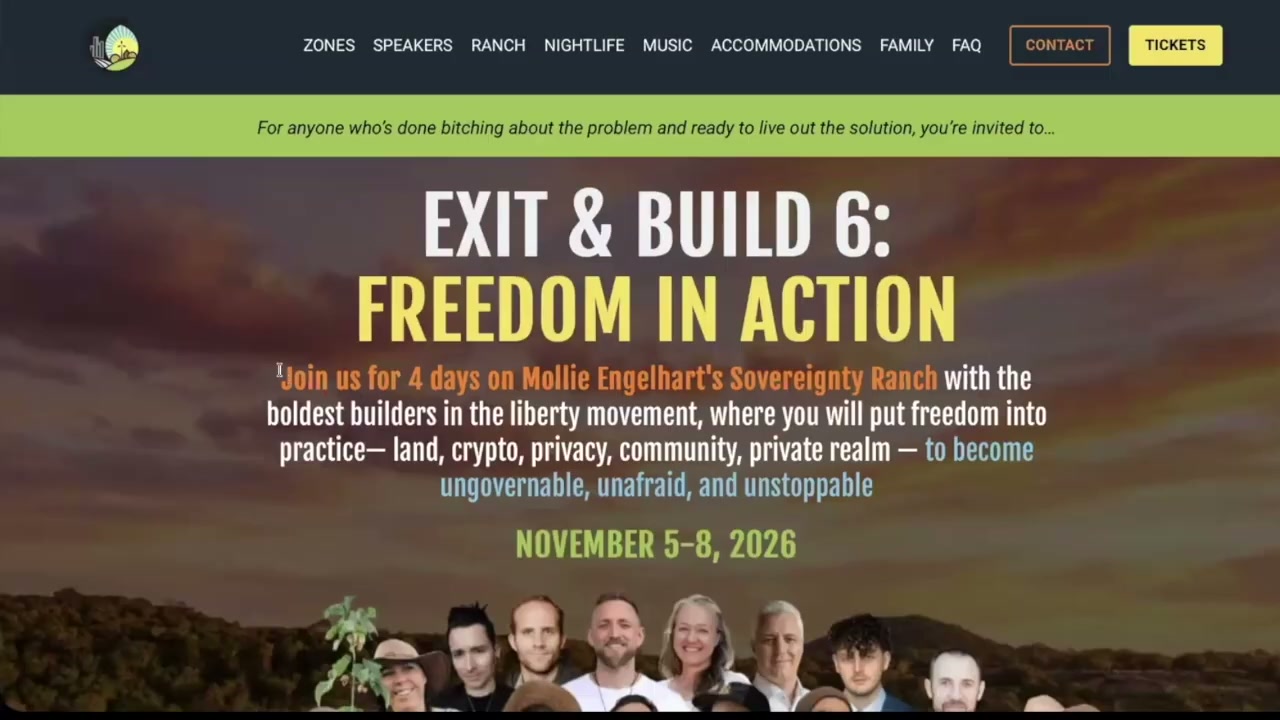 ZONES SPEAKERS RANCH NIGHTLIFE MUSIC ACCOMMODATIONS FAMILY FAQ CONTACT TICKETS
For anyone who's done bitching about the problem and ready to live out the solution, you're invited to...
EXIT & BUILD 6:
FREEDOM IN ACTION
Join us for 4 days on Mollie Engelhart's Sovereignty Ranch with the
boldest builders in the liberty movement, where you will put freedom into
practice— land, crypto, privacy, community, private realm — to become
ungovernable, unafraid, and unstoppable
NOVEMBER 5-8, 2026